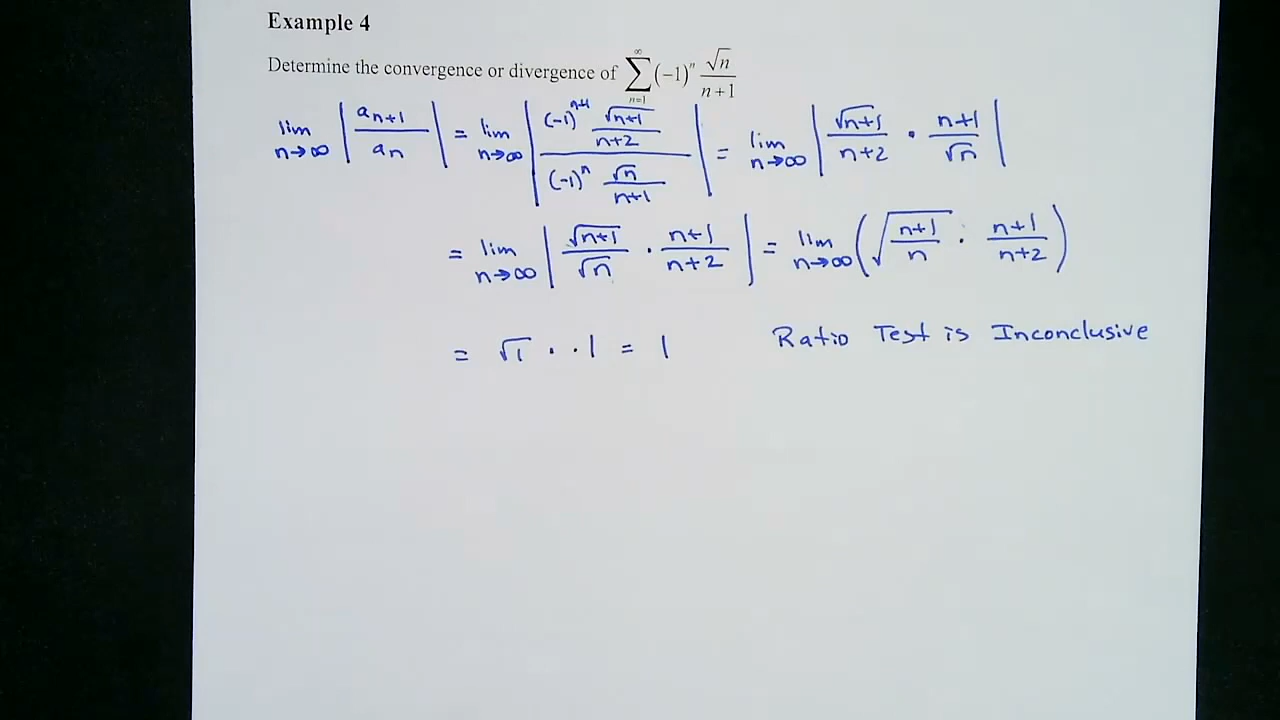 Example 4
Determine the convergence or divergence of ∑_{n=1}^{∞} (−1)^n √n/(n+1)
lim_{n→∞} |a_{n+1}/a_n| = lim_{n→∞} |((-1)^{n+1} √(n+1)/(n+2))/((-1)^n √n/(n+1))| = lim_{n→∞} |√(n+1)/(n+2) · (n+1)/√n|
= lim_{n→∞} |√(n+1)/√n · (n+1)/(n+2)| = lim_{n→∞} (√((n+1)/n) · (n+1)/(n+2))
= √1 · · 1 = 1 Ratio Test is Inconclusive